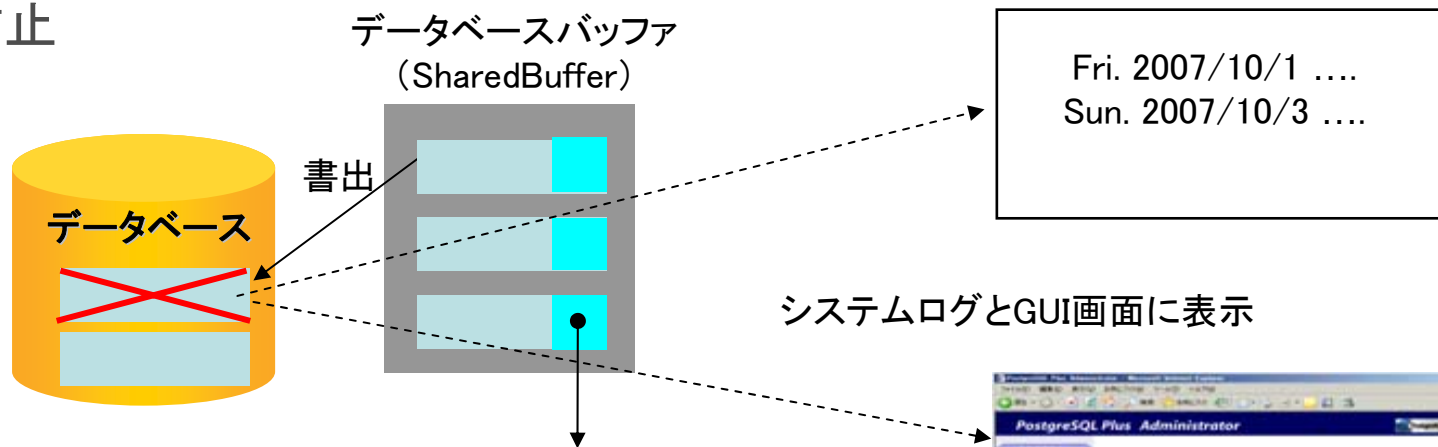 止
データベースバッファ
(SharedBuffer)
Fri. 2007/10/1 ....
Sun. 2007/10/3 ....
書出
データベース
システムログとGUI画面に表示
PostgreSQL Plus Administrator